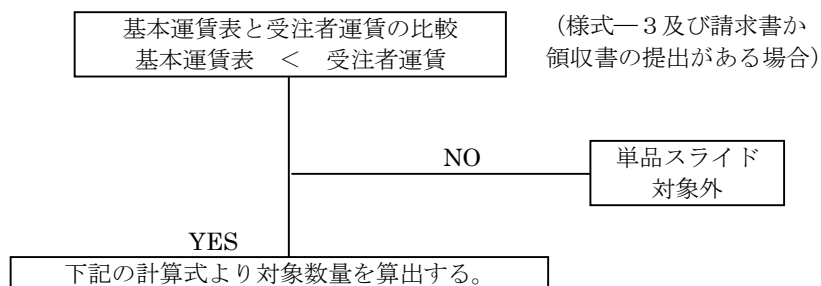 基本運賃表と受注者運賃の比較
基本運賃表 ＜ 受注者運賃
（様式―３及び請求書か
領収書の提出がある場合）
NO
単品スライド
対象外
YES
下記の計算式より対象数量を算出する。